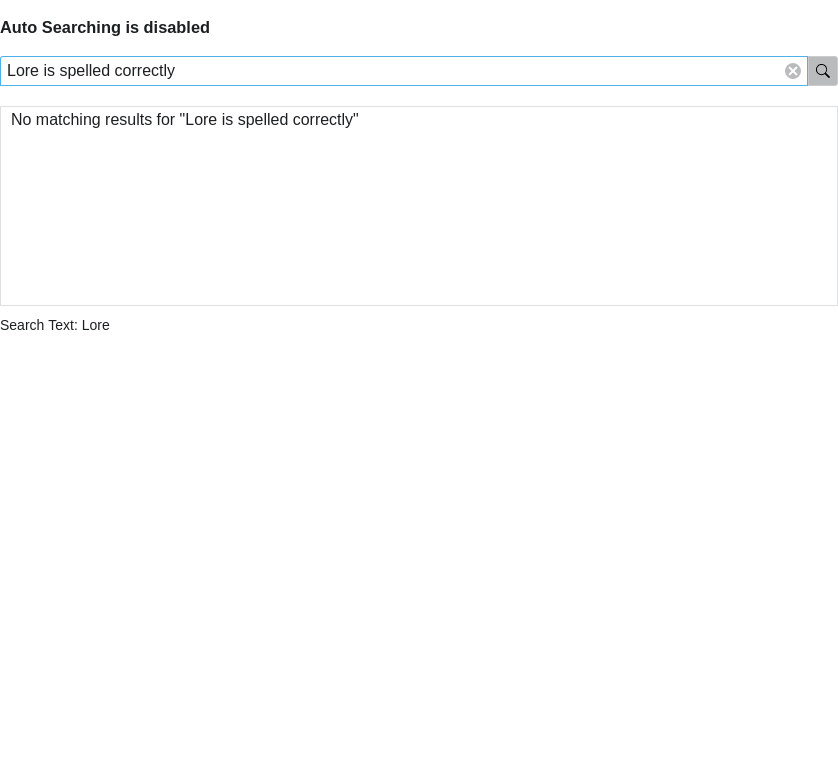 Auto Searching is disabled
Lore is spelled correctly
No matching results for "Lore is spelled correctly"
Search Text: Lore